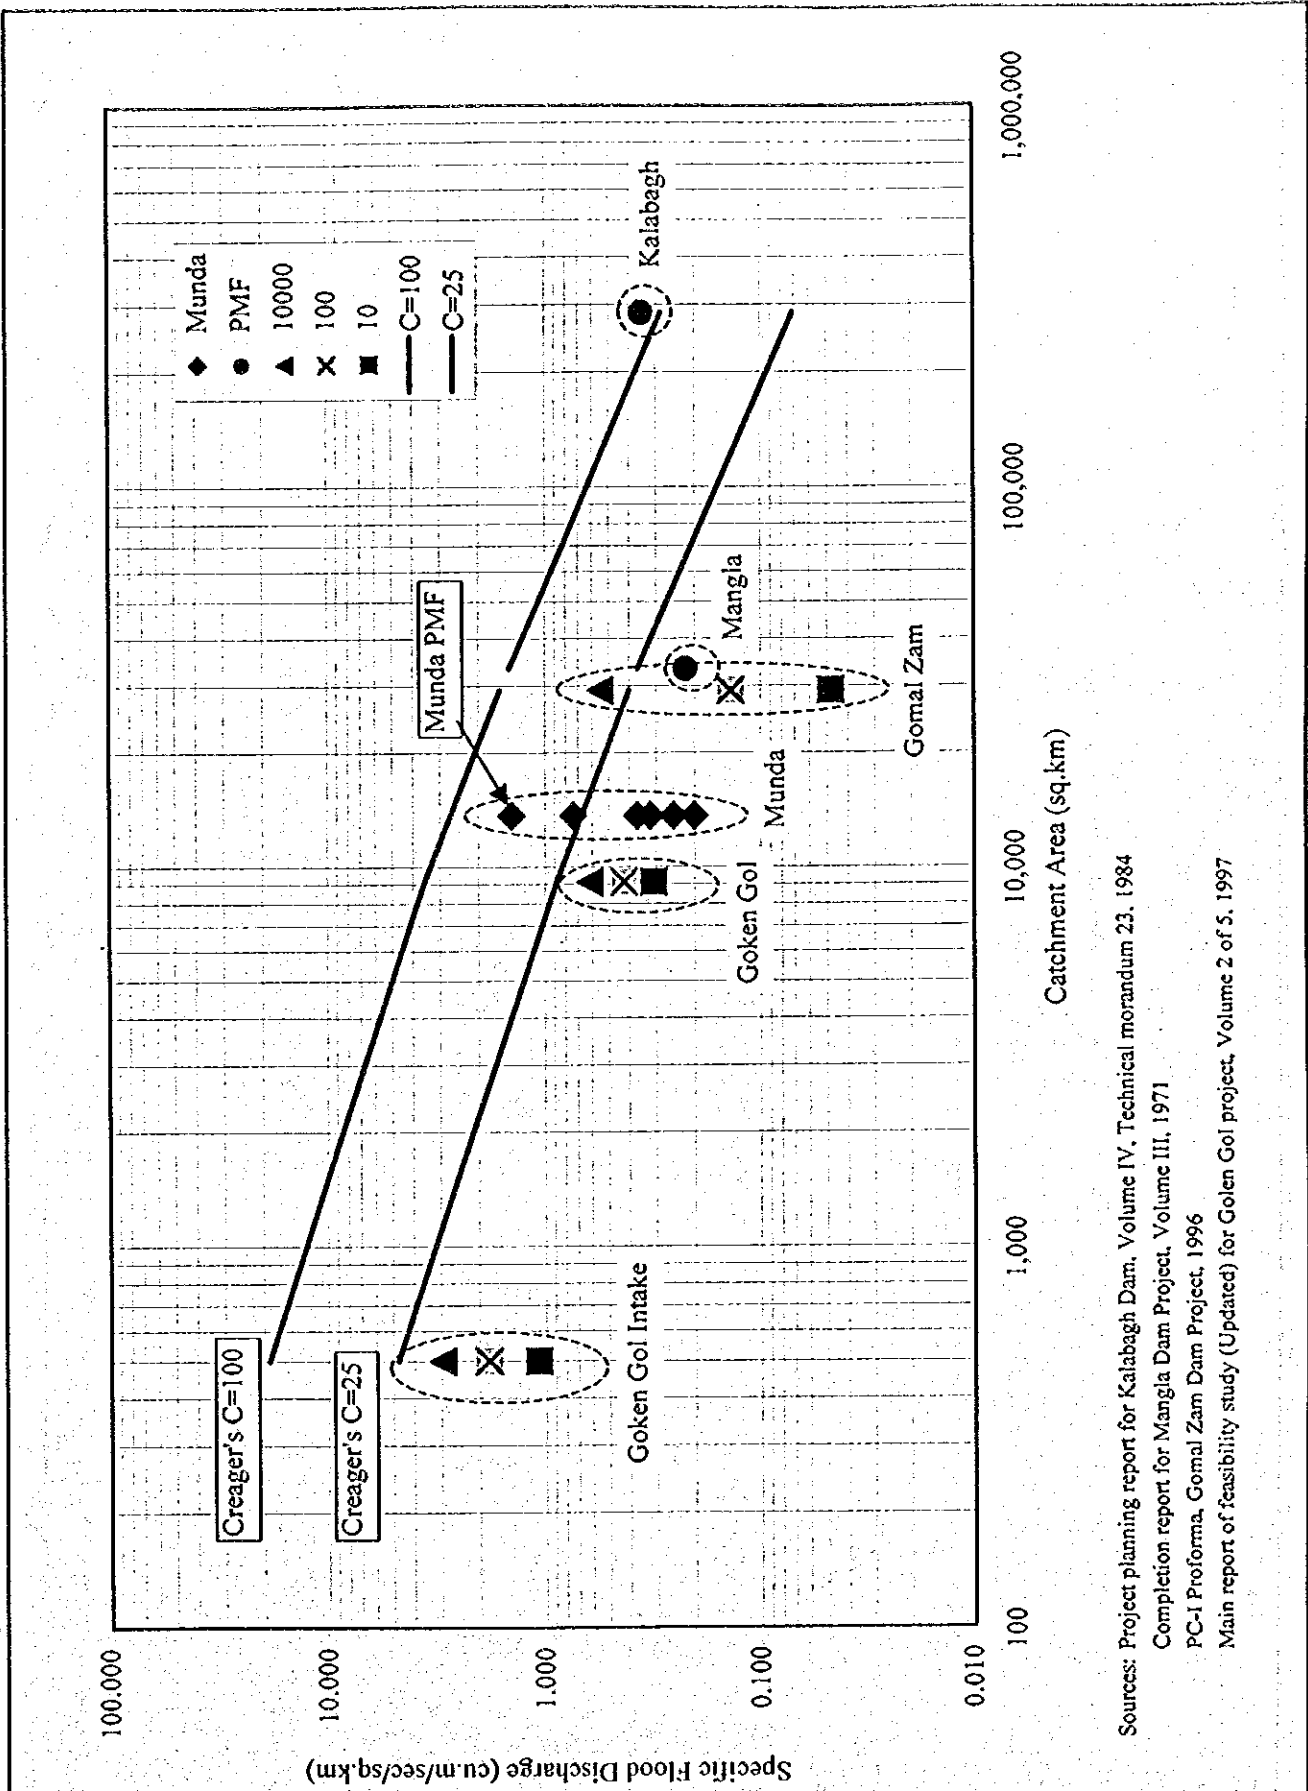 Specific Flood Discharge (cu.m/sec/sq.km)
100.000
10.000
1.000
0.100
0.010
Creager's C=100
Creager's C=25
Goken Gol Intake
Goken Gol
Munda
Munda PMF
Gomal Zam
Mangla
Kalabagh
Munda
PMF
10000
100
10
C=100
C=25
100
1,000
10,000
100,000
1,000,000
Catchment Area (sq.km)
Sources: Project planning report for Kalabagh Dam, Volume IV, Technical morandum 23, 1984
Completion report for Mangla Dam Project, Volume III, 1971
PC-I Proforma, Gomal Zam Dam Project, 1996
Main report of feasibility study (Updated) for Golen Gol project, Volume 2 of 5, 1997